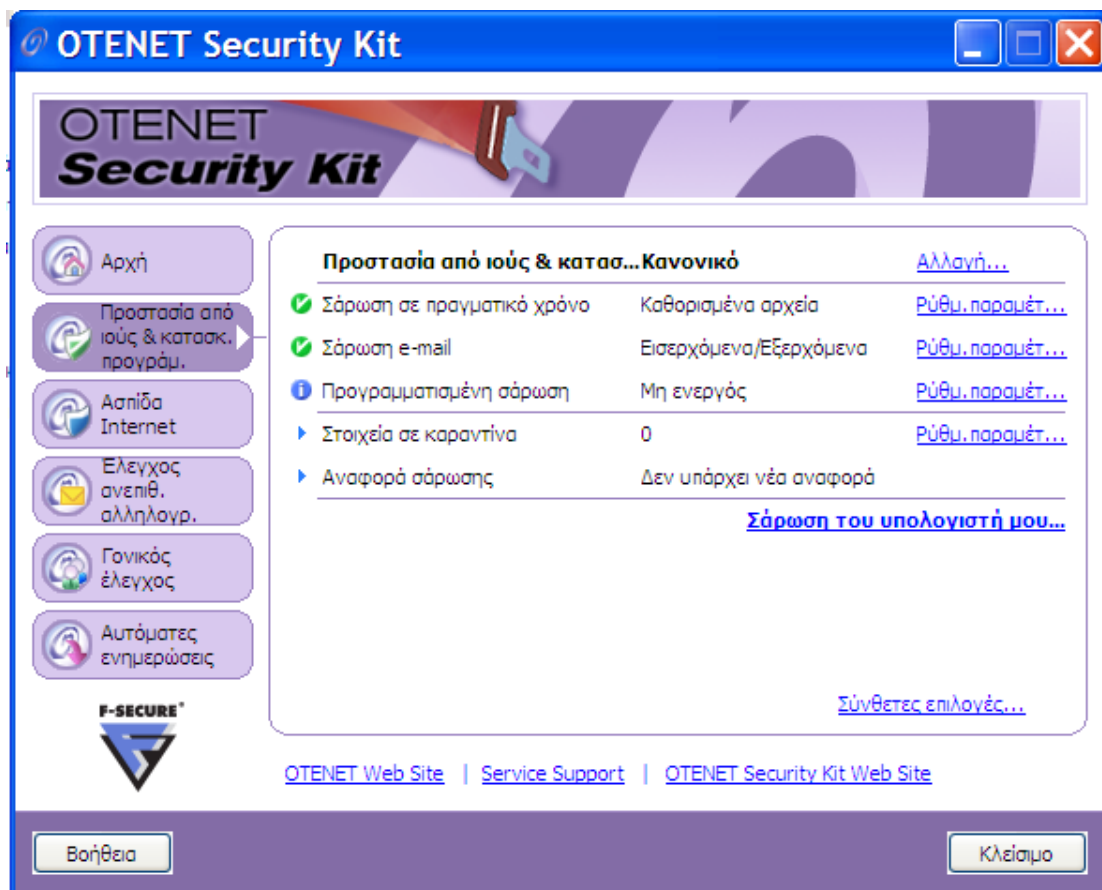 OTENET Security Kit
OTENET
Security Kit
Αρχή
Προστασία από
ιούς & κατασκ.
προγράμ.
Ασπίδα
Internet
Έλεγχος
ανεπιθ.
αλληλογρ.
Γονικός
έλεγχος
Αυτόματες
ενημερώσεις
F-SECURE®
Προστασία από ιούς & κατασ... Κανονικό Αλλαγή...
Σάρωση σε πραγματικό χρόνο Καθορισμένα αρχεία Ρύθμ.παραμέτ...
Σάρωση e-mail Εισερχόμενα/Εξερχόμενα Ρύθμ.παραμέτ...
Προγραμματισμένη σάρωση Μη ενεργός Ρύθμ.παραμέτ...
Στοιχεία σε καραντίνα 0 Ρύθμ.παραμέτ...
Αναφορά σάρωσης Δεν υπάρχει νέα αναφορά
Σάρωση του υπολογιστή μου...
Σύνθετες επιλογές...
OTENET Web Site | Service Support | OTENET Security Kit Web Site
Βοήθεια Κλείσιμο